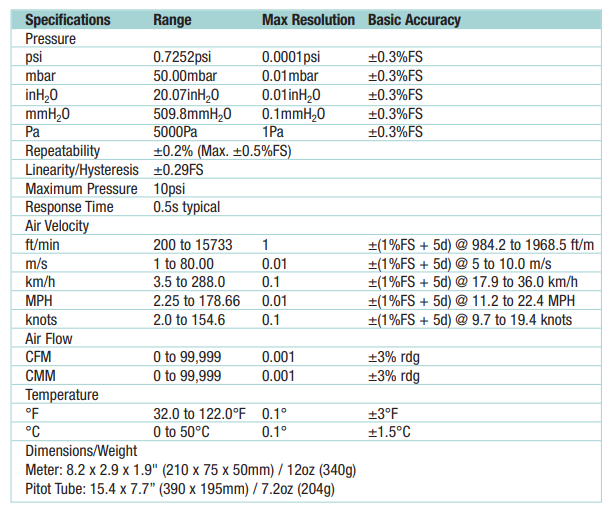 Specifications Range Max Resolution Basic Accuracy
Pressure
psi 0.7252psi 0.0001psi ±0.3%FS
mbar 50.00mbar 0.01mbar ±0.3%FS
inH₂O 20.07inH₂O 0.01inH₂O ±0.3%FS
mmH₂O 509.8mmH₂O 0.1mmH₂O ±0.3%FS
Pa 5000Pa 1Pa ±0.3%FS
Repeatability ±0.2% (Max. ±0.5%FS)
Linearity/Hysteresis ±0.29FS
Maximum Pressure 10psi
Response Time 0.5s typical
Air Velocity
ft/min 200 to 15733 1 ±(1%FS + 5d) @ 984.2 to 1968.5 ft/m
m/s 1 to 80.00 0.01 ±(1%FS + 5d) @ 5 to 10.0 m/s
km/h 3.5 to 288.0 0.1 ±(1%FS + 5d) @ 17.9 to 36.0 km/h
MPH 2.25 to 178.66 0.01 ±(1%FS + 5d) @ 11.2 to 22.4 MPH
knots 2.0 to 154.6 0.1 ±(1%FS + 5d) @ 9.7 to 19.4 knots
Air Flow
CFM 0 to 99,999 0.001 ±3% rdg
CMM 0 to 99,999 0.001 ±3% rdg
Temperature
°F 32.0 to 122.0°F 0.1° ±3°F
°C 0 to 50°C 0.1° ±1.5°C
Dimensions/Weight
Meter: 8.2 x 2.9 x 1.9" (210 x 75 x 50mm) / 12oz (340g)
Pitot Tube: 15.4 x 7.7” (390 x 195mm) / 7.2oz (204g)